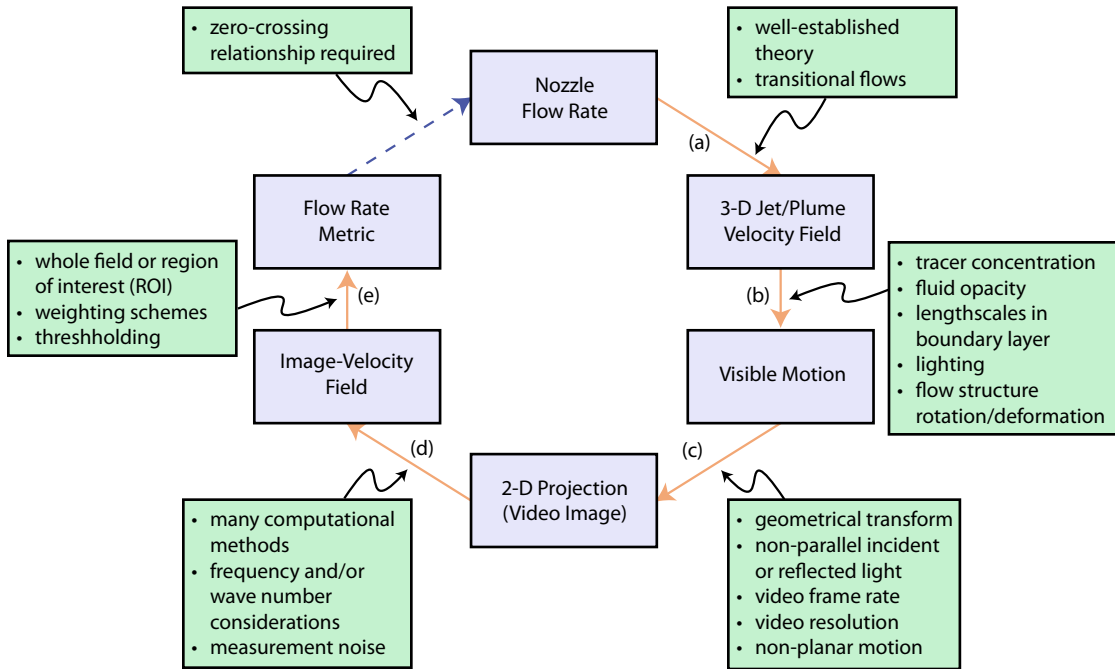 • zero-crossing
relationship required
Nozzle
Flow Rate
• well-established
theory
• transitional flows
(a)
3-D Jet/Plume
Velocity Field
(b)
• tracer concentration
• fluid opacity
• lengthscales in
boundary layer
• lighting
• flow structure
rotation/deformation
Visible Motion
(c)
• geometrical transform
• non-parallel incident
or reflected light
• video frame rate
• video resolution
• non-planar motion
2-D Projection
(Video Image)
(d)
• many computational
methods
• frequency and/or
wave number
considerations
• measurement noise
Image-Velocity
Field
(e)
• whole field or region
of interest (ROI)
• weighting schemes
• threshholding
Flow Rate
Metric